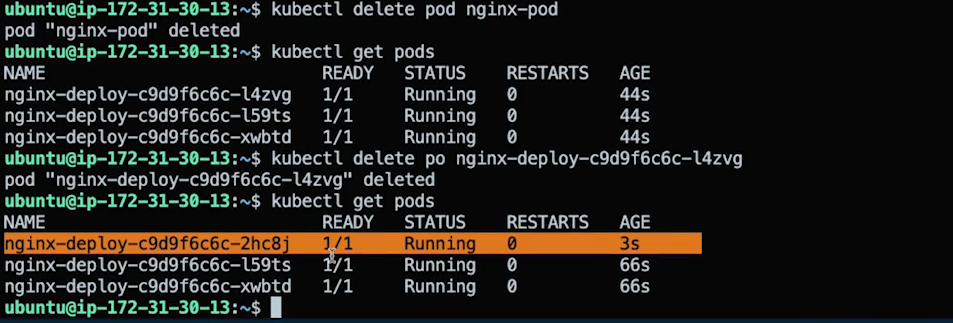 ubuntu@ip-172-31-30-13:~$ kubectl delete pod nginx-pod
pod "nginx-pod" deleted
ubuntu@ip-172-31-30-13:~$ kubectl get pods
NAME READY STATUS RESTARTS AGE
nginx-deploy-c9d9f6c6c-l4zvg 1/1 Running 0 44s
nginx-deploy-c9d9f6c6c-l59ts 1/1 Running 0 44s
nginx-deploy-c9d9f6c6c-xwbtd 1/1 Running 0 44s
ubuntu@ip-172-31-30-13:~$ kubectl delete po nginx-deploy-c9d9f6c6c-l4zvg
pod "nginx-deploy-c9d9f6c6c-l4zvg" deleted
ubuntu@ip-172-31-30-13:~$ kubectl get pods
NAME READY STATUS RESTARTS AGE
nginx-deploy-c9d9f6c6c-2hc8j 1/1 Running 0 3s
nginx-deploy-c9d9f6c6c-l59ts 1/1 Running 0 66s
nginx-deploy-c9d9f6c6c-xwbtd 1/1 Running 0 66s
ubuntu@ip-172-31-30-13:~$